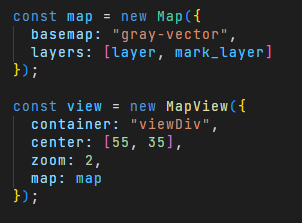 const map = new Map({
  basemap: "gray-vector",
  layers: [layer, mark_layer]
});

const view = new MapView({
  container: "viewDiv",
  center: [55, 35],
  zoom: 2,
  map: map
});